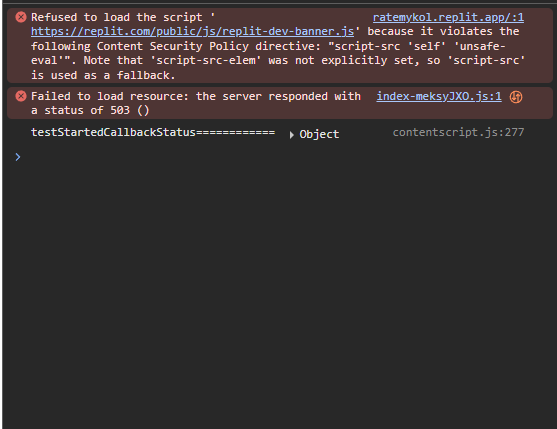 Refused to load the script ' ratemykol.replit.app/:1
https://replit.com/public/js/replit-dev-banner.js' because it violates the
following Content Security Policy directive: "script-src 'self' 'unsafe-
eval'". Note that 'script-src-elem' was not explicitly set, so 'script-src'
is used as a fallback.
Failed to load resource: the server responded with index-meksyJXO.js:1
a status of 503 ()
testStartedCallbackStatus============ ▶ Object contentscript.js:277
>